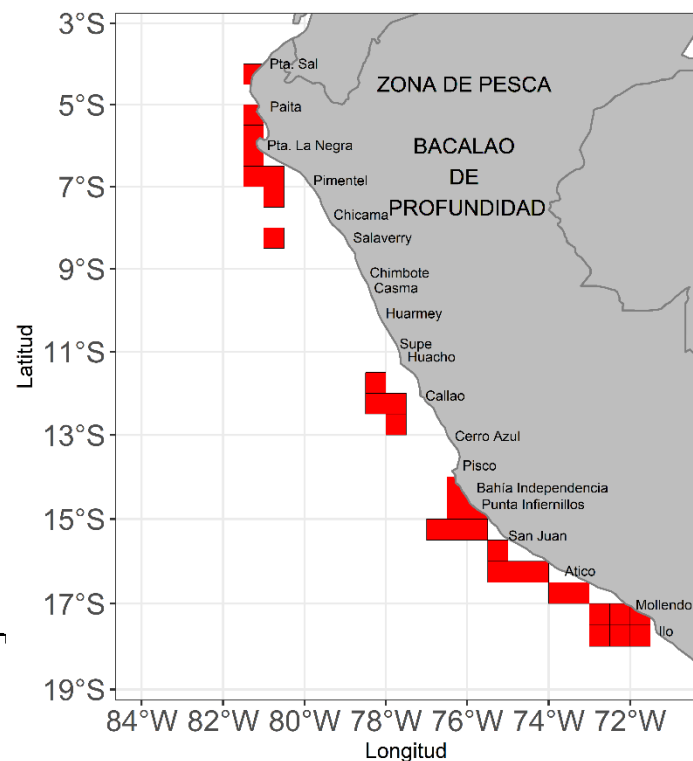 3°S
Pta. Sal
ZONA DE PESCA
5°S
Paita
BACALAO
Pta. La Negra
DE
7°S
Pimentel
PROFUNDIDAD
Chicama
Salaverry
9°S
Chimbote
Casma
Huarmey
Latitud
11°S
Supe
Huacho
Callao
13°S
Cerro Azul
Pisco
Bahía Independencia
Punta Infiernillos
15°S
San Juan
Atico
17°S
Mollendo
Ilo
19°S
84°W 82°W 80°W 78°W 76°W 74°W 72°W
Longitud